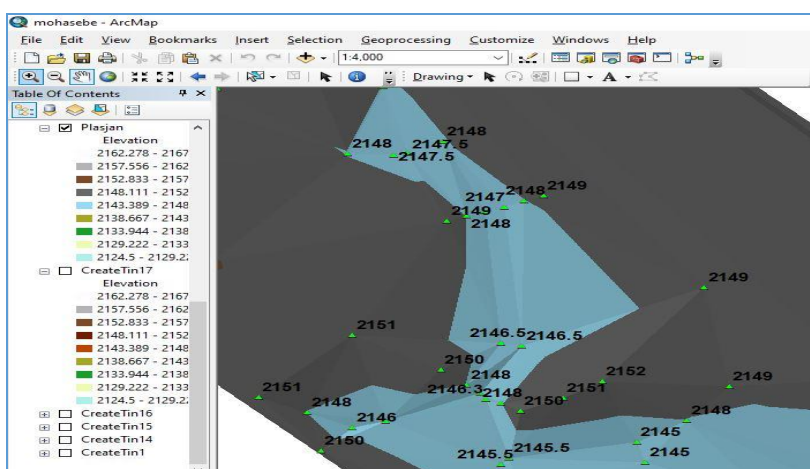 mohasebe - ArcMap
File Edit View Bookmarks Insert Selection Geoprocessing Customize Windows Help
1:4,000
Drawing A
Table Of Contents
Plasjan
Elevation
2162.278 - 2167
2157.556 - 2162
2152.833 - 2157
2148.111 - 2152
2143.389 - 2148
2138.667 - 2143
2133.944 - 2138
2129.222 - 2133
2124.5 - 2129.2
CreateTin17
Elevation
2162.278 - 2167
2157.556 - 2162
2152.833 - 2157
2148.111 - 2152
2143.389 - 2148
2138.667 - 2143
2133.944 - 2138
2129.222 - 2133
2124.5 - 2129.2
CreateTin16
CreateTin15
CreateTin14
CreateTin1
2148
2148 2147.5
2147.5
2149
2147 2148
2149
2148
2149
2151
2146.5 2146.5
2150
2152
2148
2149
2151 2146.3 2148 2151
2150
2148
2146 2148
2150 2145
2145.5 2145.5 2145